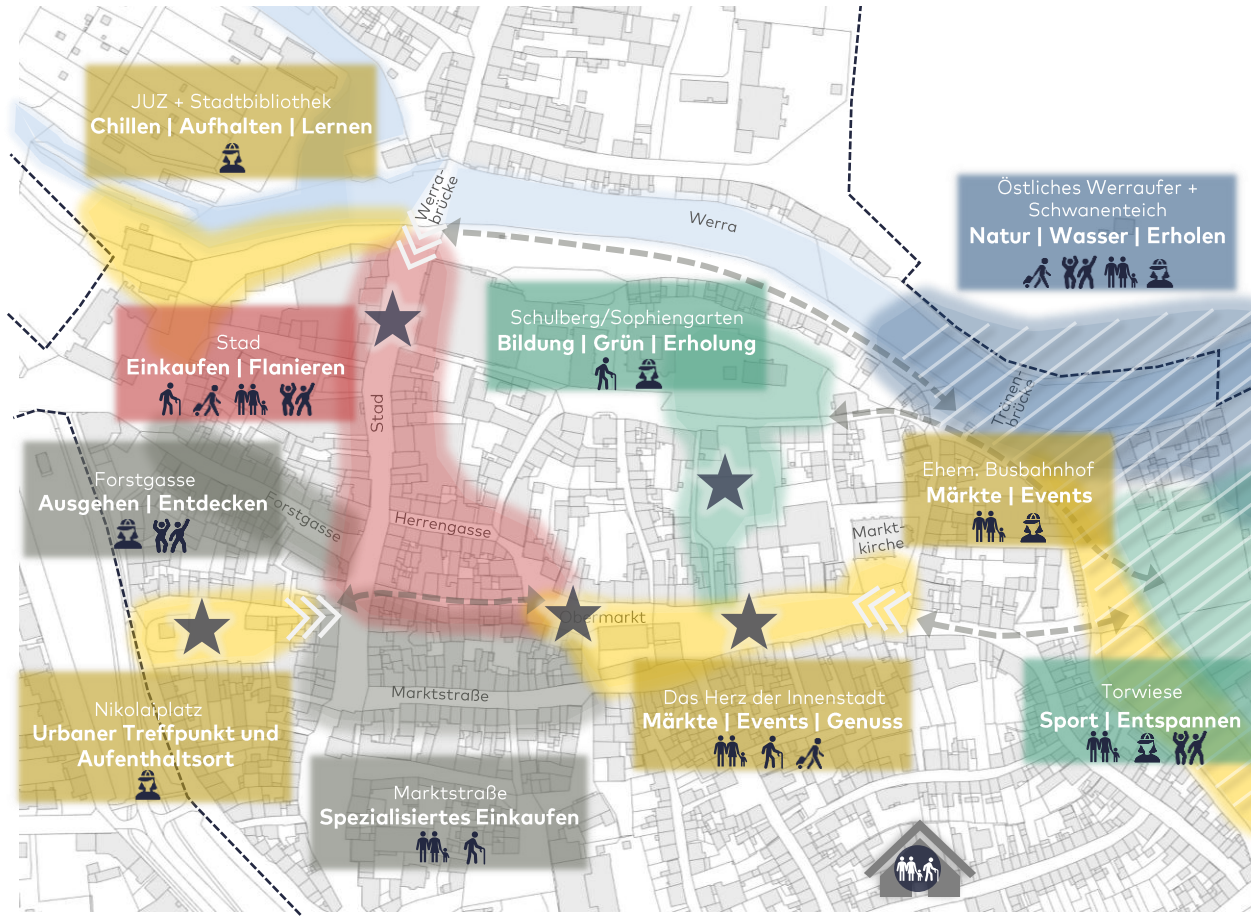 JUZ + Stadtbibliothek
Chillen | Aufhalten | Lernen
Werra-
brücke
Werra
Östliches Werraufer +
Schwanenteich
Natur | Wasser | Erholen
Schulberg/Sophiengarten
Bildung | Grün | Erholung
Stad
Einkaufen | Flanieren
Stad
Tränen-
brücke
Forstgasse
Ausgehen | Entdecken
Forstgasse
Herrengasse
Ehem. Busbahnhof
Märkte | Events
Markt-
kirche
Obermarkt
Marktstraße
Nikolaiplatz
Urbaner Treffpunkt und
Aufenthaltsort
Das Herz der Innenstadt
Märkte | Events | Genuss
Torwiese
Sport | Entspannen
Marktstraße
Spezialisiertes Einkaufen